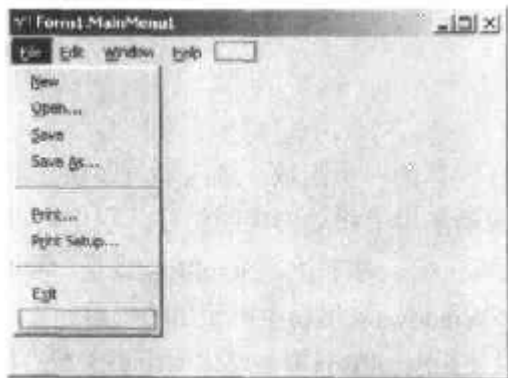 Form1.MainMenu1
File Edit Window Help
New
Open...
Save
Save As...
Print...
Print Setup...
Exit